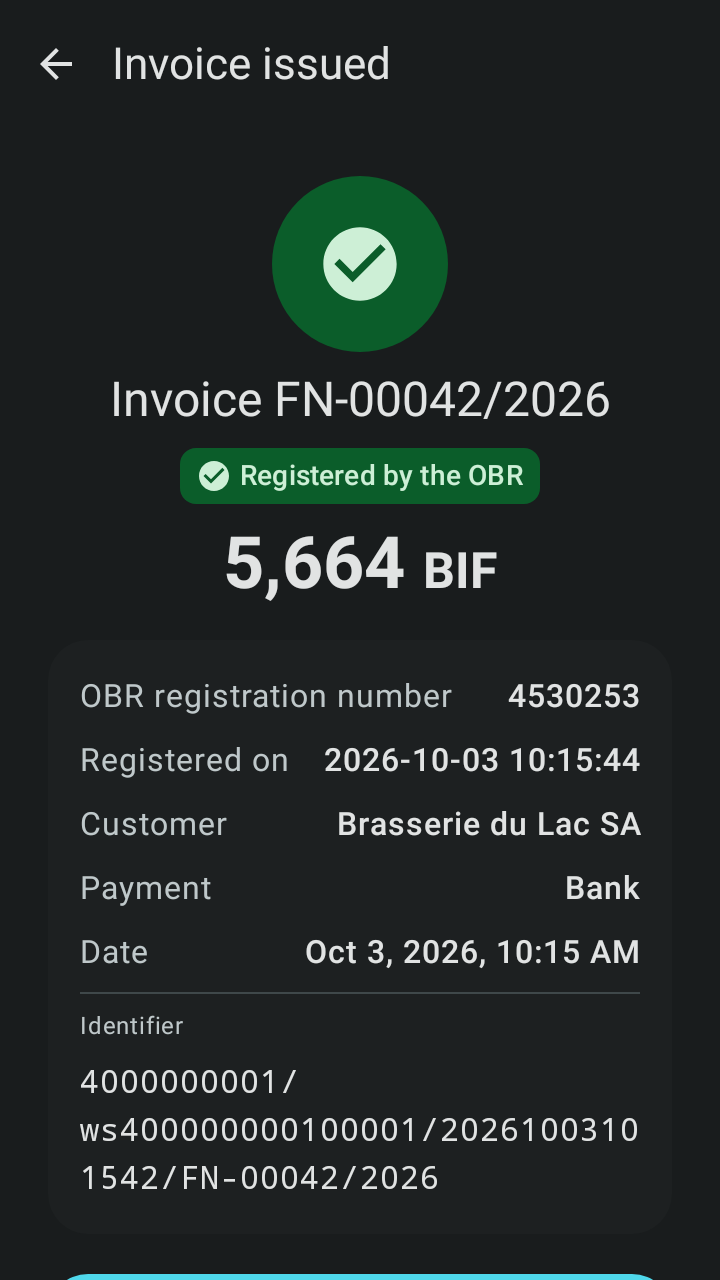 Invoice issued
Invoice FN-00042/2026
Registered by the OBR
5,664 BIF
OBR registration number 4530253
Registered on 2026-10-03 10:15:44
Customer Brasserie du Lac SA
Payment Bank
Date Oct 3, 2026, 10:15 AM
Identifier
4000000001/
ws400000000100001/2026100310
1542/FN-00042/2026